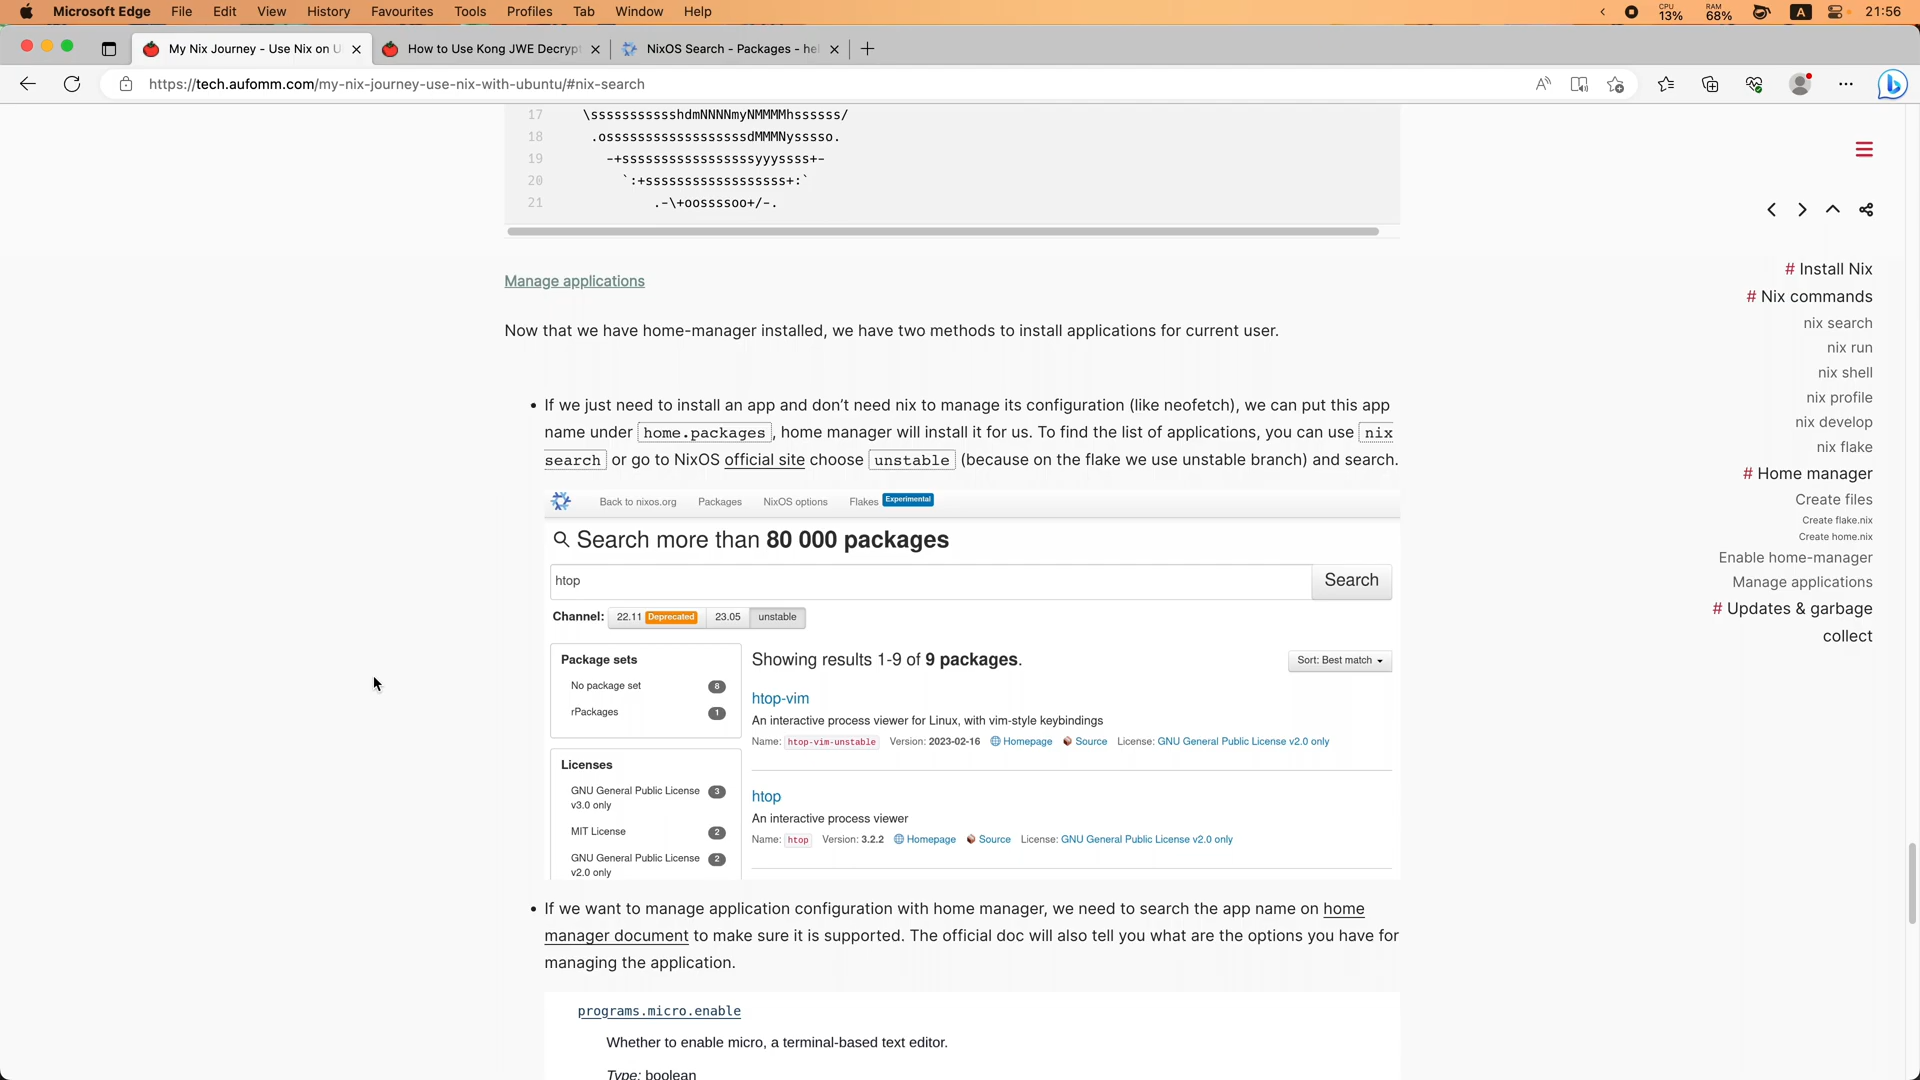 Microsoft Edge File Edit View History Favourites Tools Profiles Tab Window Help CPU 13% RAM 68% A 21:56
My Nix Journey - Use Nix on U How to Use Kong JWE Decrypt NixOS Search - Packages - hel
https://tech.aufomm.com/my-nix-journey-use-nix-with-ubuntu/#nix-search
17 \sssssssssssshdmNNNNmyNMMMMhssssss/
18 .ossssssssssssssssssdMMMNysssso.
19 -+sssssssssssssssssyyyssss+-
20 `:+ssssssssssssssssss+:`
21 .-\+oossssoo+/-.
Manage applications
Now that we have home-manager installed, we have two methods to install applications for current user.
• If we just need to install an app and don’t need nix to manage its configuration (like neofetch), we can put this app
name under home.packages, home manager will install it for us. To find the list of applications, you can use nix
search or go to NixOS official site choose unstable (because on the flake we use unstable branch) and search.
Back to nixos.org Packages NixOS options Flakes Experimental
Search more than 80 000 packages
htop Search
Channel: 22.11 Deprecated 23.05 unstable
Package sets
No package set 8
rPackages 1
Licenses
GNU General Public License 3
v3.0 only
MIT License 2
GNU General Public License 2
v2.0 only
Showing results 1-9 of 9 packages. Sort: Best match
htop-vim
An interactive process viewer for Linux, with vim-style keybindings
Name: htop-vim-unstable Version: 2023-02-16 Homepage Source License: GNU General Public License v2.0 only
htop
An interactive process viewer
Name: htop Version: 3.2.2 Homepage Source License: GNU General Public License v2.0 only
• If we want to manage application configuration with home manager, we need to search the app name on home
manager document to make sure it is supported. The official doc will also tell you what are the options you have for
managing the application.
programs.micro.enable
Whether to enable micro, a terminal-based text editor.
Type: boolean
# Install Nix
# Nix commands
nix search
nix run
nix shell
nix profile
nix develop
nix flake
# Home manager
Create files
Create flake.nix
Create home.nix
Enable home-manager
Manage applications
# Updates & garbage
collect